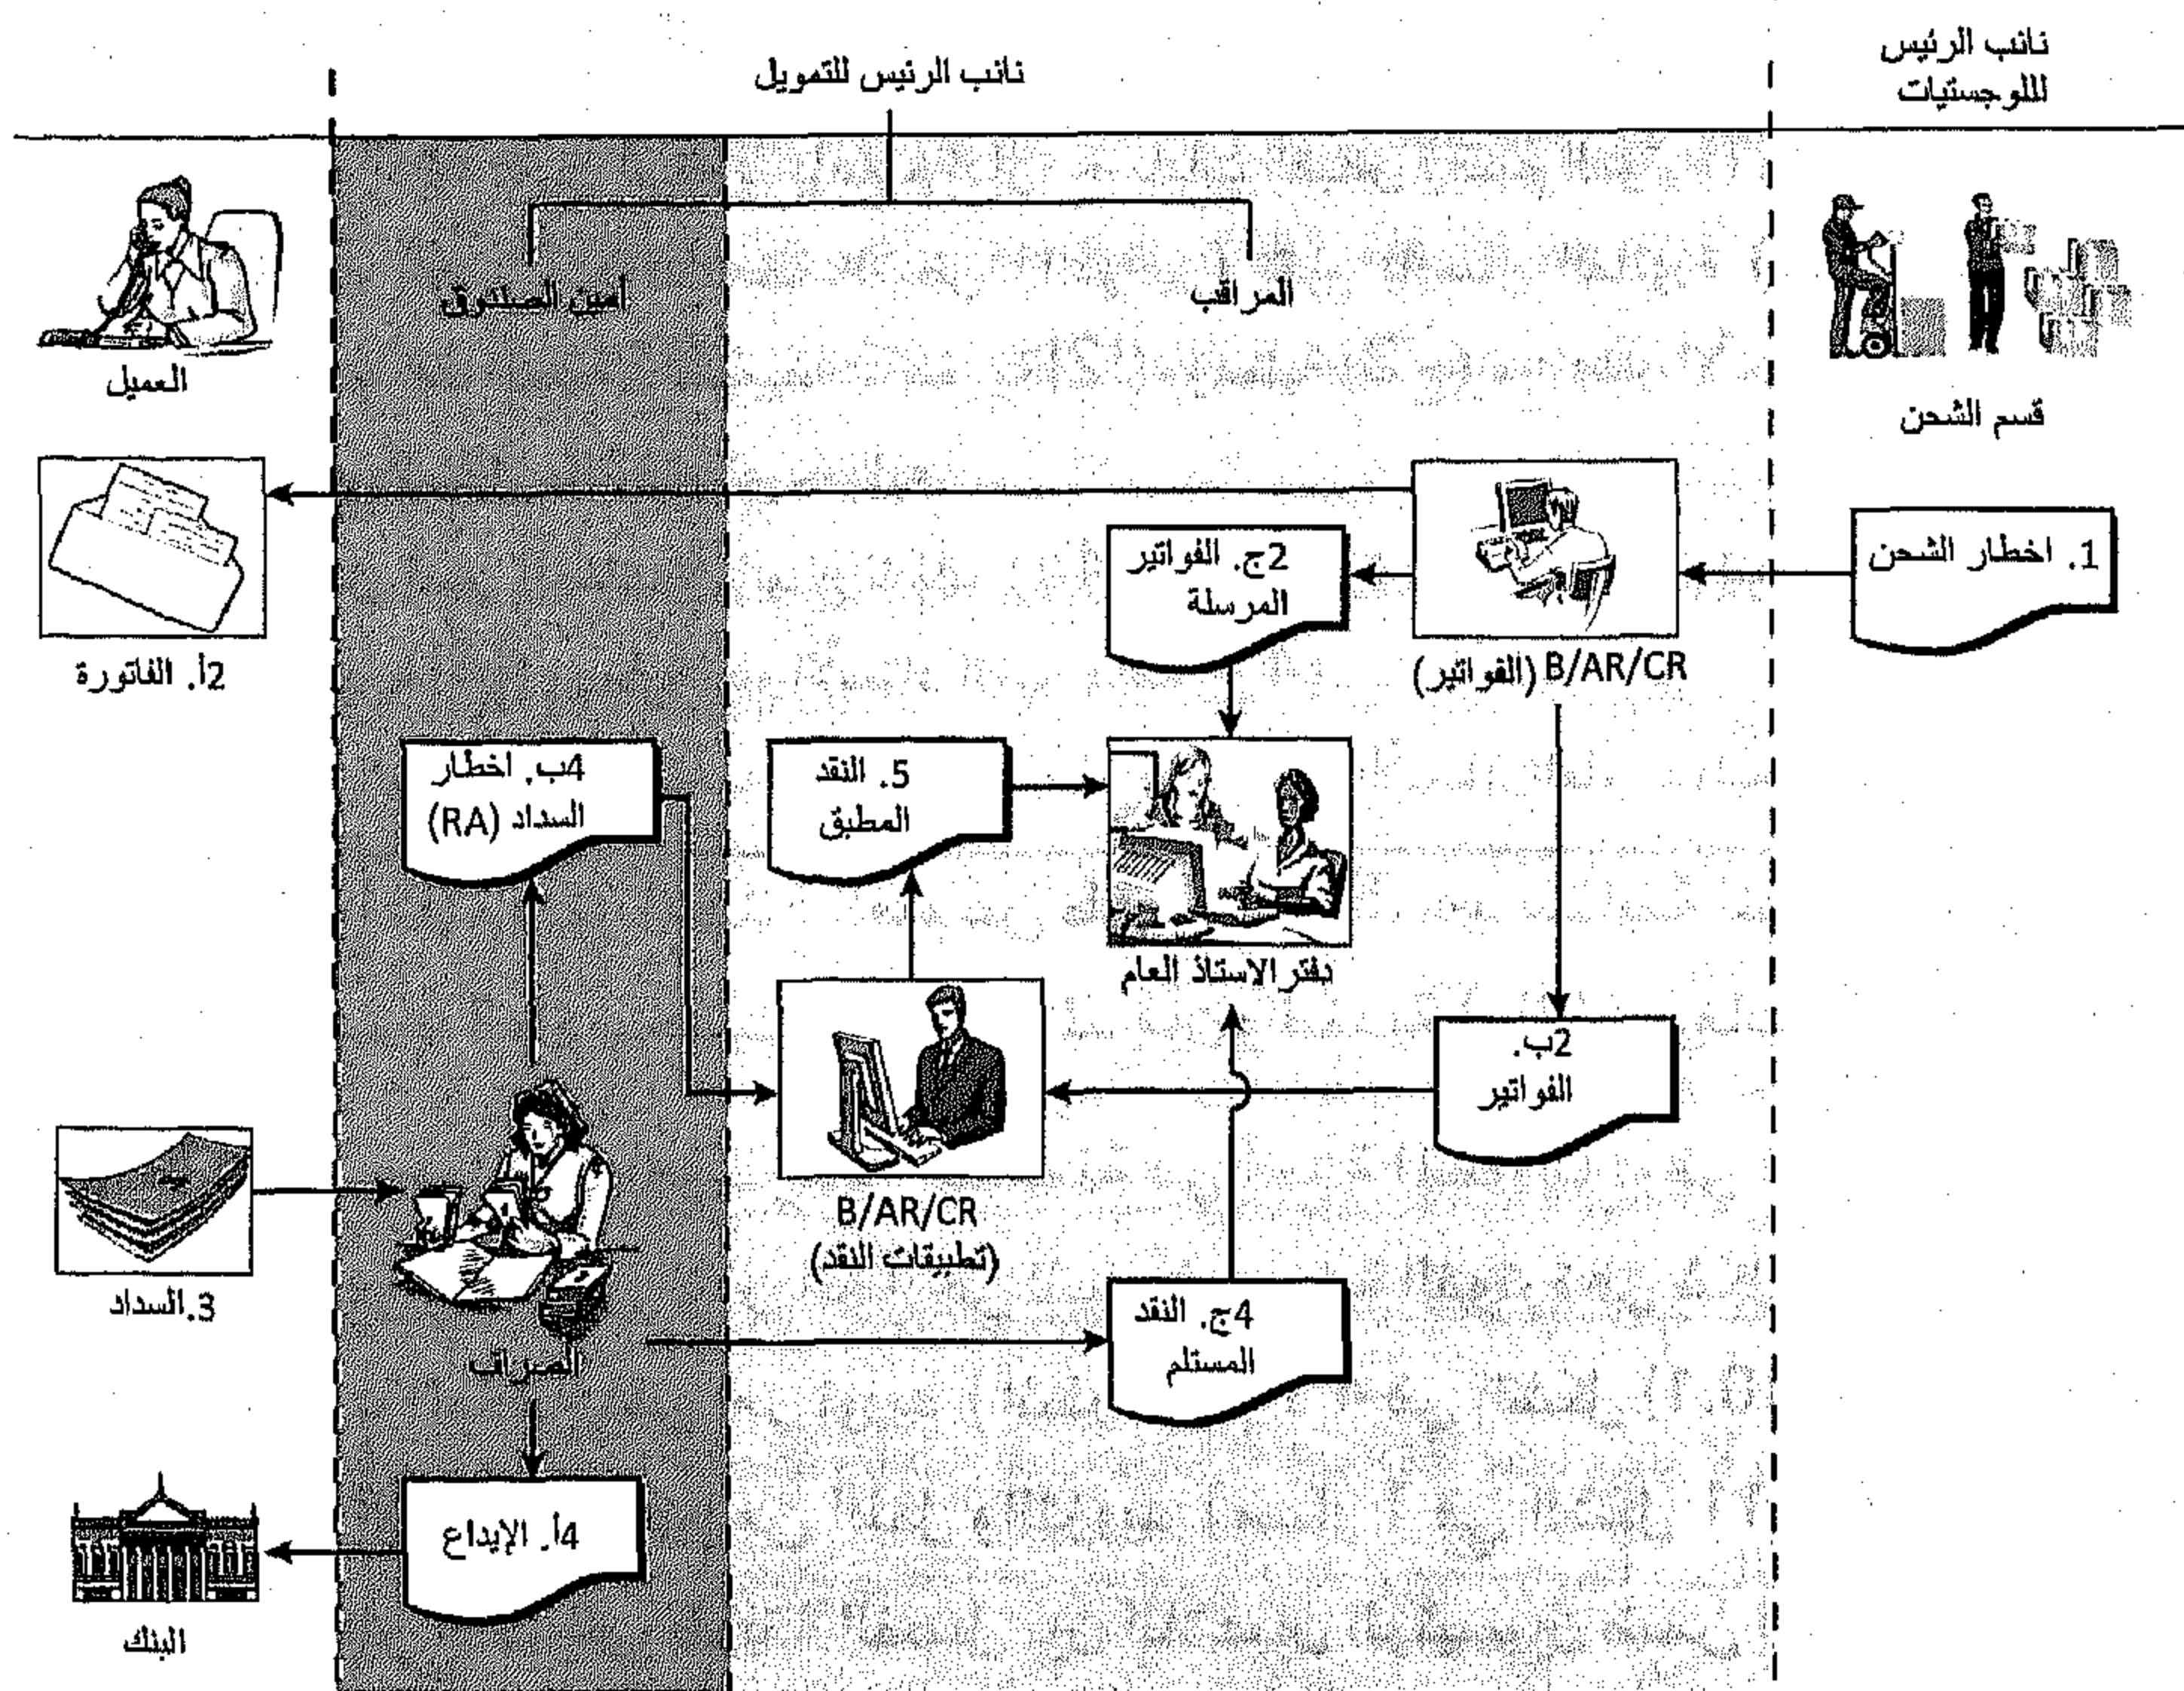 نائب الرئيس
لللوجستيات
نائب الرئيس للتمويل
المراقب
أمين الصندوق
العميل
قسم الشحن
1. اخطار الشحن
B/AR/CR (الفواتير)
2ج. الفواتير
المرسلة
2أ. الفاتورة
4ب. اخطار
السداد (RA)
5. النقد
المطبق
دفتر الاستاذ العام
2ب.
الفواتير
B/AR/CR
(تطبيقات النقد)
3.السداد
الصراف
4ج. النقد
المستلم
4أ. الإيداع
البنك